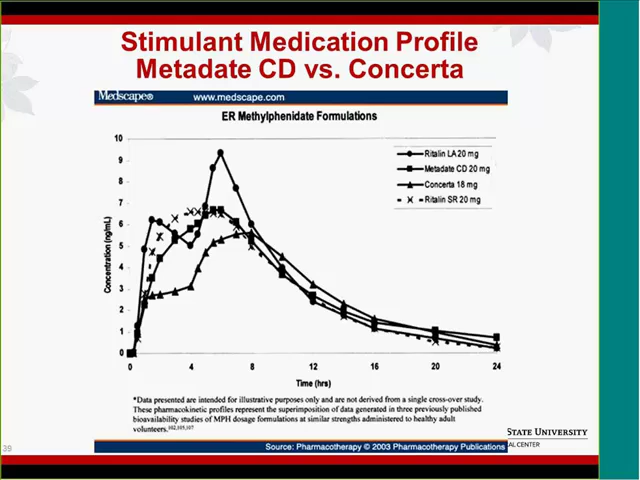 Stimulant Medication Profile
Metadate CD vs. Concerta
Medscape® www.medscape.com
ER Methylphenidate Formulations
Concentration (ng/mL)
10
9
8
7
6
5
4
3
2
1
0
Ritalin LA 20 mg
Metadate CD 20 mg
Concerta 18 mg
Ritalin SR 20 mg
0 4 8 12 16 20 24
Time (hrs)
*Data presented are intended for illustrative purposes only and are not derived from a single cross-over study.
These pharmacokinetic profiles represent the superimposition of data generated in three previously published
bioavailability studies of MPH dosage formulations at similar strengths administered to healthy adult
volunteers.
Source: Pharmacotherapy © 2003 Pharmacotherapy Publications
STATE UNIVERSITY
CENTER
39